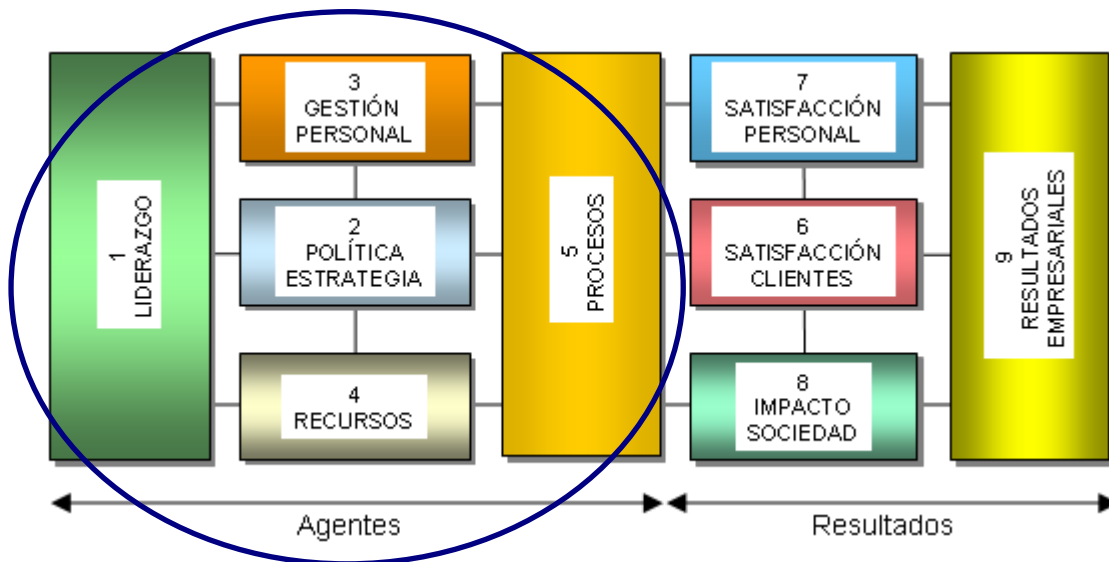 1
LIDERAZGO
3
GESTIÓN
PERSONAL
2
POLÍTICA
ESTRATEGIA
4
RECURSOS
5
PROCESOS
7
SATISFACCIÓN
PERSONAL
6
SATISFACCIÓN
CLIENTES
8
IMPACTO
SOCIEDAD
9
RESULTADOS
EMPRESARIALES
Agentes
Resultados